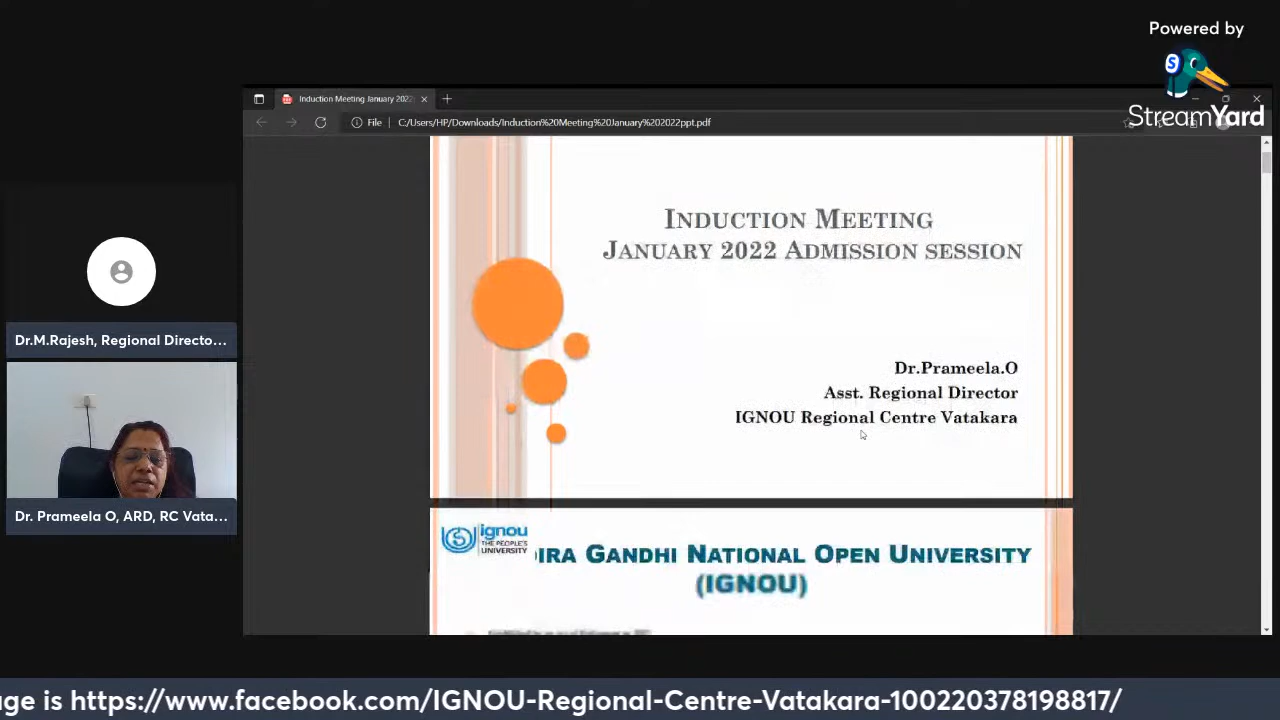 Powered by
StreamYard
Induction Meeting January 2022
File
C:/Users/HP/Downloads/Induction%20Meeting%20January%202022ppt.pdf
INDUCTION MEETING
JANUARY 2022 ADMISSION SESSION
Dr.Prameela.O
Asst. Regional Director
IGNOU Regional Centre Vatakara
ignou
THE PEOPLE'S
UNIVERSITY
DIRA GANDHI NATIONAL OPEN UNIVERSITY
(IGNOU)
Dr.M.Rajesh, Regional Directo...
Dr. Prameela O, ARD, RC Vata...
age is https://www.facebook.com/IGNOU-Regional-Centre-Vatakara-100220378198817/